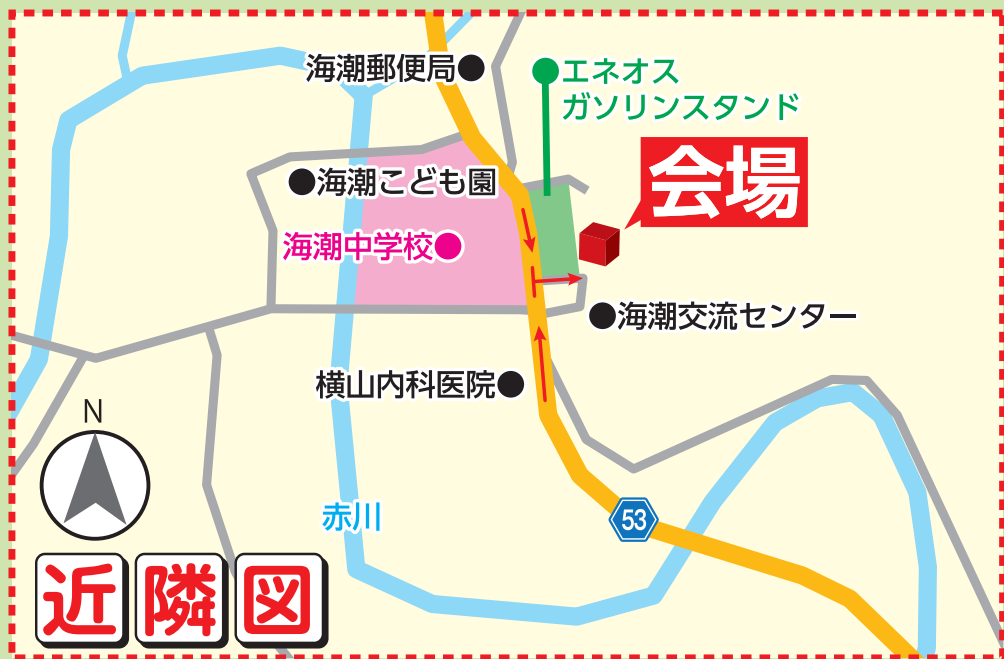 海潮郵便局
エネオス
ガソリンスタンド
会場
海潮こども園
海潮中学校
海潮交流センター
横山内科医院
N
赤川
53
近隣図